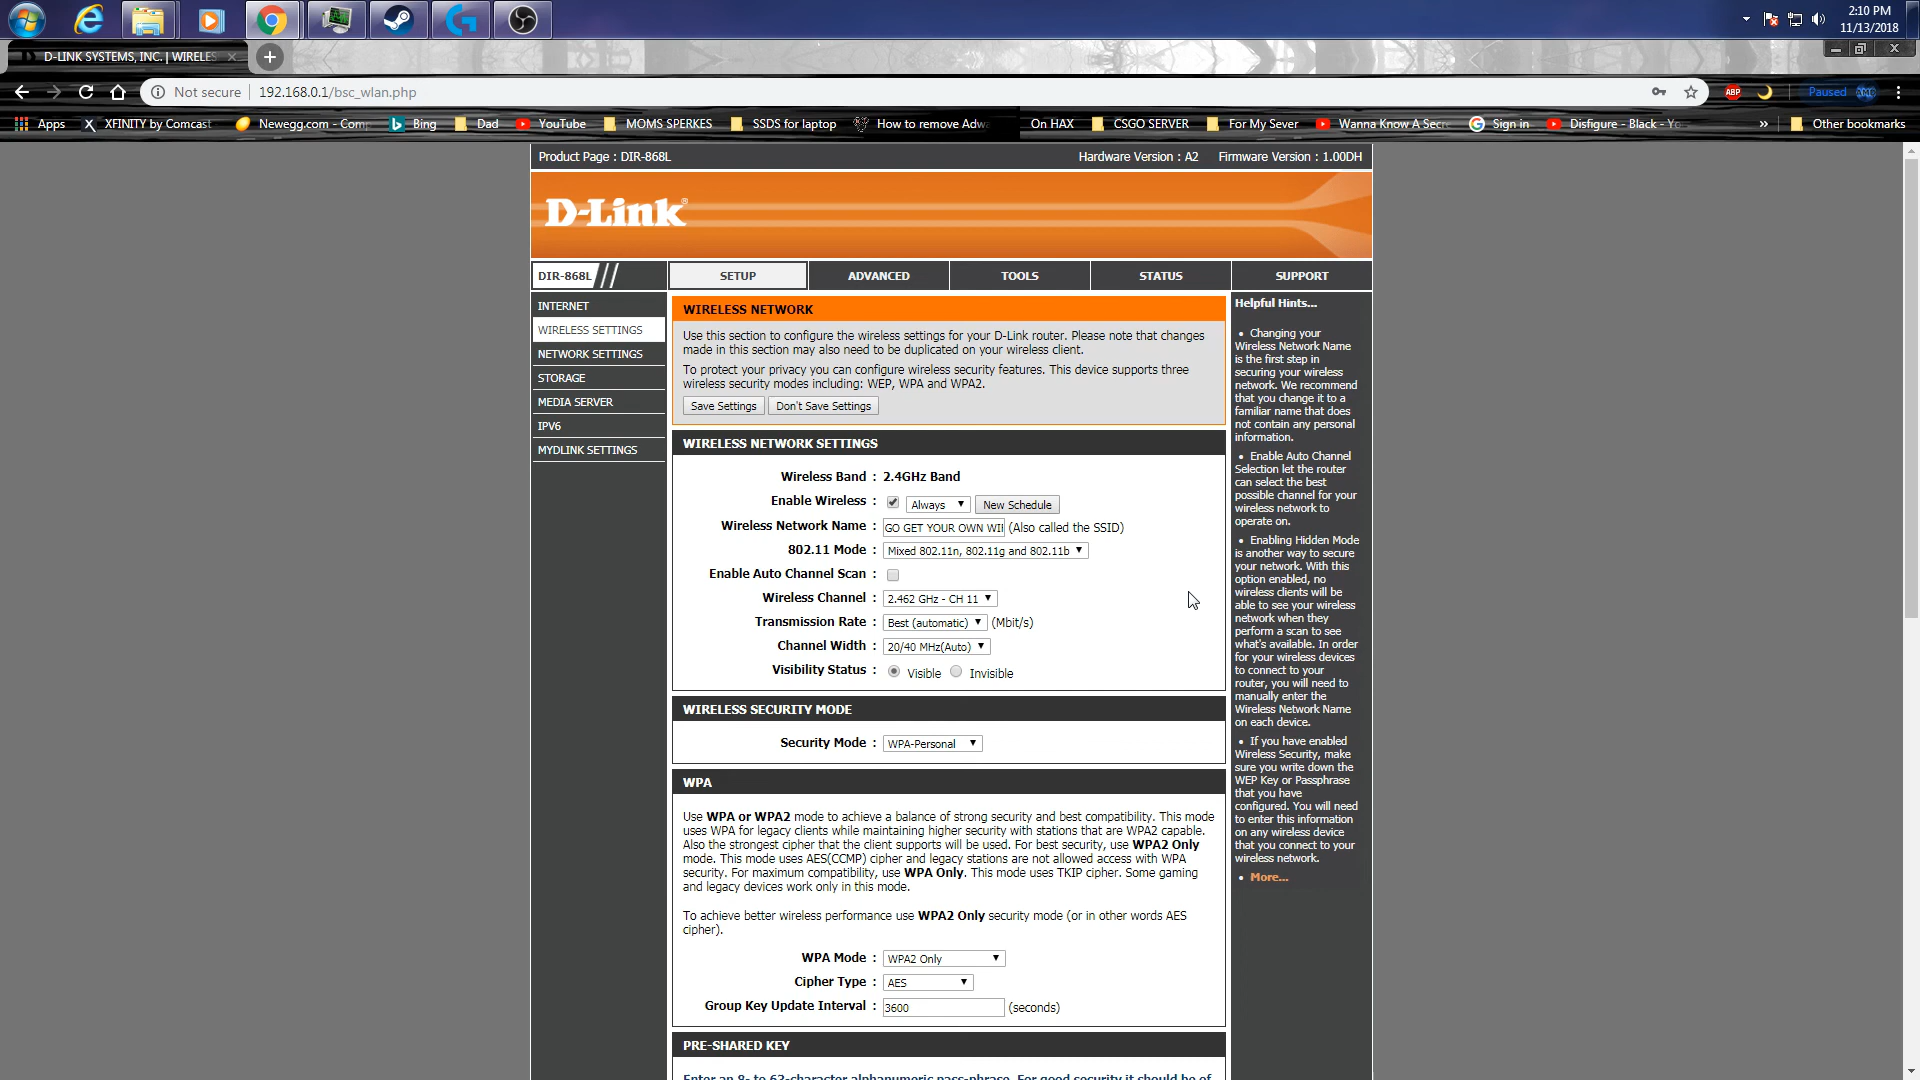 2:10 PM
11/13/2018
D-LINK SYSTEMS, INC. | WIRELES
Not secure | 192.168.0.1/bsc_wlan.php
ABP
Paused
Apps
XFINITY by Comcast
Newegg.com - Com
Bing
Dad
YouTube
MOMS SPERKES
SSDS for laptop
How to remove Adw
On HAX
CSGO SERVER
For My Sever
Wanna Know A Secr
Sign in
Disfigure - Black - Yo
»
Other bookmarks
Product Page : DIR-868L
Hardware Version : A2
Firmware Version : 1.00DH
D-Link®
DIR-868L
SETUP
ADVANCED
TOOLS
STATUS
SUPPORT
INTERNET
WIRELESS SETTINGS
NETWORK SETTINGS
STORAGE
MEDIA SERVER
IPV6
MYDLINK SETTINGS
WIRELESS NETWORK
Use this section to configure the wireless settings for your D-Link router. Please note that changes
made in this section may also need to be duplicated on your wireless client.
To protect your privacy you can configure wireless security features. This device supports three
wireless security modes including: WEP, WPA and WPA2.
Save Settings
Don't Save Settings
WIRELESS NETWORK SETTINGS
Wireless Band : 2.4GHz Band
Enable Wireless : Always New Schedule
Wireless Network Name : GO GET YOUR OWN WI (Also called the SSID)
802.11 Mode : Mixed 802.11n, 802.11g and 802.11b
Enable Auto Channel Scan :
Wireless Channel : 2.462 GHz - CH 11
Transmission Rate : Best (automatic) (Mbit/s)
Channel Width : 20/40 MHz(Auto)
Visibility Status : Visible Invisible
WIRELESS SECURITY MODE
Security Mode : WPA-Personal
WPA
Use WPA or WPA2 mode to achieve a balance of strong security and best compatibility. This mode
uses WPA for legacy clients while maintaining higher security with stations that are WPA2 capable.
Also the strongest cipher that the client supports will be used. For best security, use WPA2 Only
mode. This mode uses AES(CCMP) cipher and legacy stations are not allowed access with WPA
security. For maximum compatibility, use WPA Only. This mode uses TKIP cipher. Some gaming
and legacy devices work only in this mode.
To achieve better wireless performance use WPA2 Only security mode (or in other words AES
cipher).
WPA Mode : WPA2 Only
Cipher Type : AES
Group Key Update Interval : 3600 (seconds)
PRE-SHARED KEY
Enter an 8- to 63-character alphanumeric pass-phrase. For good security it should be of
Helpful Hints...
• Changing your
Wireless Network Name
is the first step in
securing your wireless
network. We recommend
that you change it to a
familiar name that does
not contain any personal
information.
• Enable Auto Channel
Selection let the router
can select the best
possible channel for your
wireless network to
operate on.
• Enabling Hidden Mode
is another way to secure
your network. With this
option enabled, no
wireless clients will be
able to see your wireless
network when they
perform a scan to see
what's available. In order
for your wireless devices
to connect to your
router, you will need to
manually enter the
Wireless Network Name
on each device.
• If you have enabled
Wireless Security, make
sure you write down the
WEP Key or Passphrase
that you have
configured. You will need
to enter this information
on any wireless device
that you connect to your
wireless network.
• More...